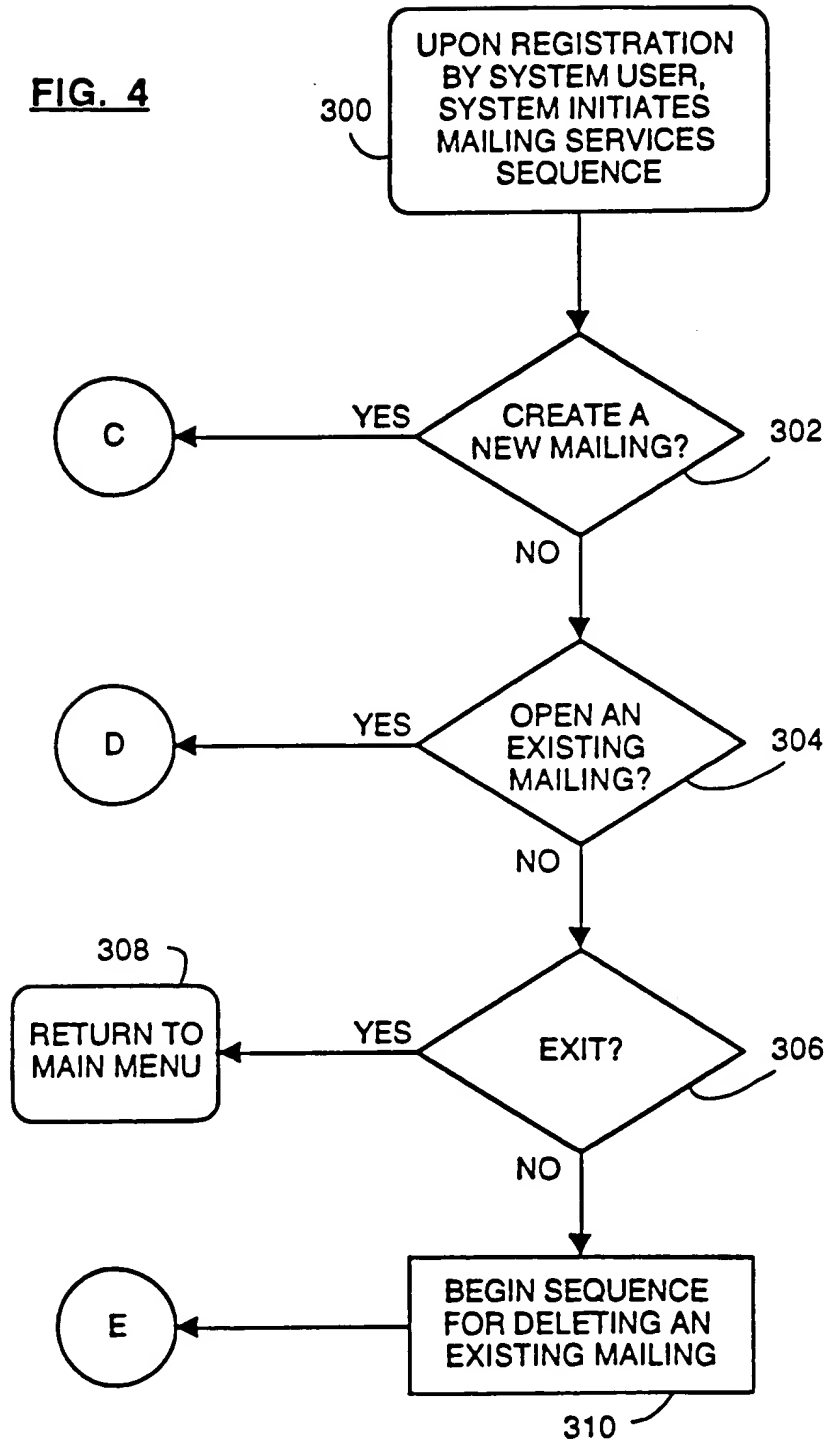 FIG. 4
300
UPON REGISTRATION
BY SYSTEM USER,
SYSTEM INITIATES
MAILING SERVICES
SEQUENCE
C
YES
CREATE A
NEW MAILING?
302
NO
D
YES
OPEN AN
EXISTING
MAILING?
304
NO
308
RETURN TO
MAIN MENU
YES
EXIT?
306
NO
E
BEGIN SEQUENCE
FOR DELETING AN
EXISTING MAILING
310